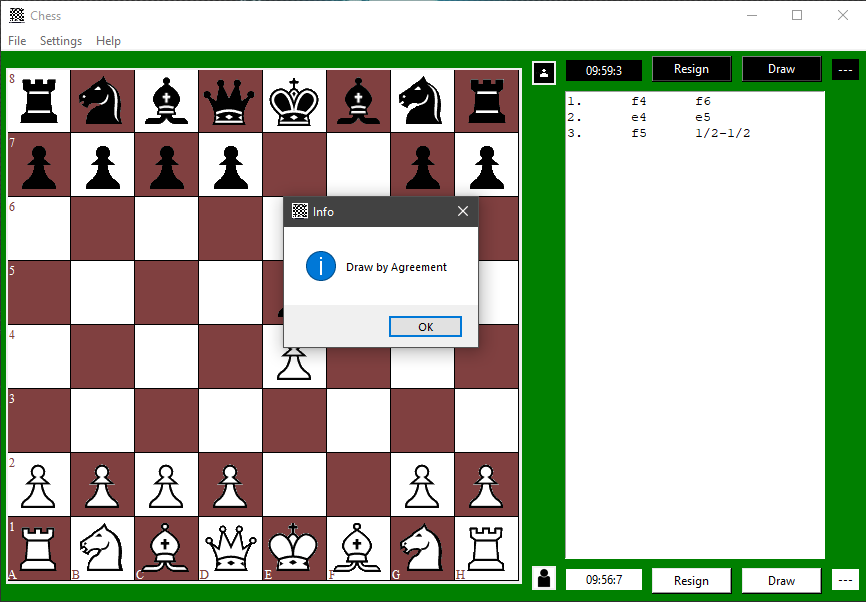 Chess
File Settings Help
09:59:3 Resign Draw ---
1. f4 f6
2. e4 e5
3. f5 1/2-1/2
8
7
6
5
4
3
2
1
A B C D E F G H
Info
Draw by Agreement
OK
09:56:7 Resign Draw ---